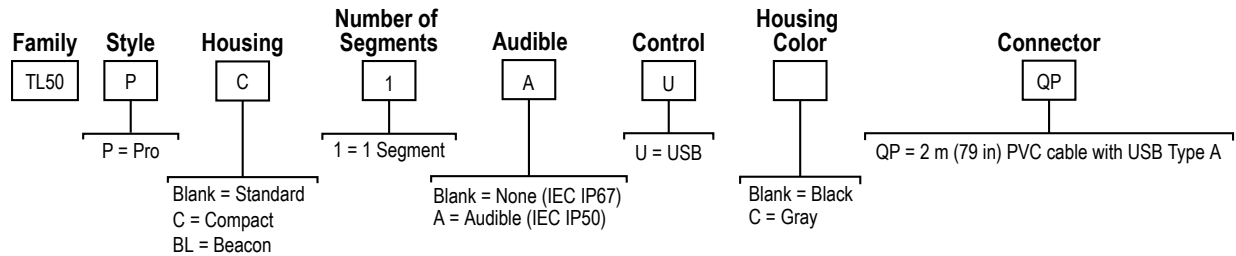 Family Style Housing Number of Segments Audible Control Housing Color Connector
TL50 P C 1 A U QP
P = Pro
1 = 1 Segment
U = USB
QP = 2 m (79 in) PVC cable with USB Type A
Blank = Standard
C = Compact
BL = Beacon
Blank = None (IEC IP67)
A = Audible (IEC IP50)
Blank = Black
C = Gray